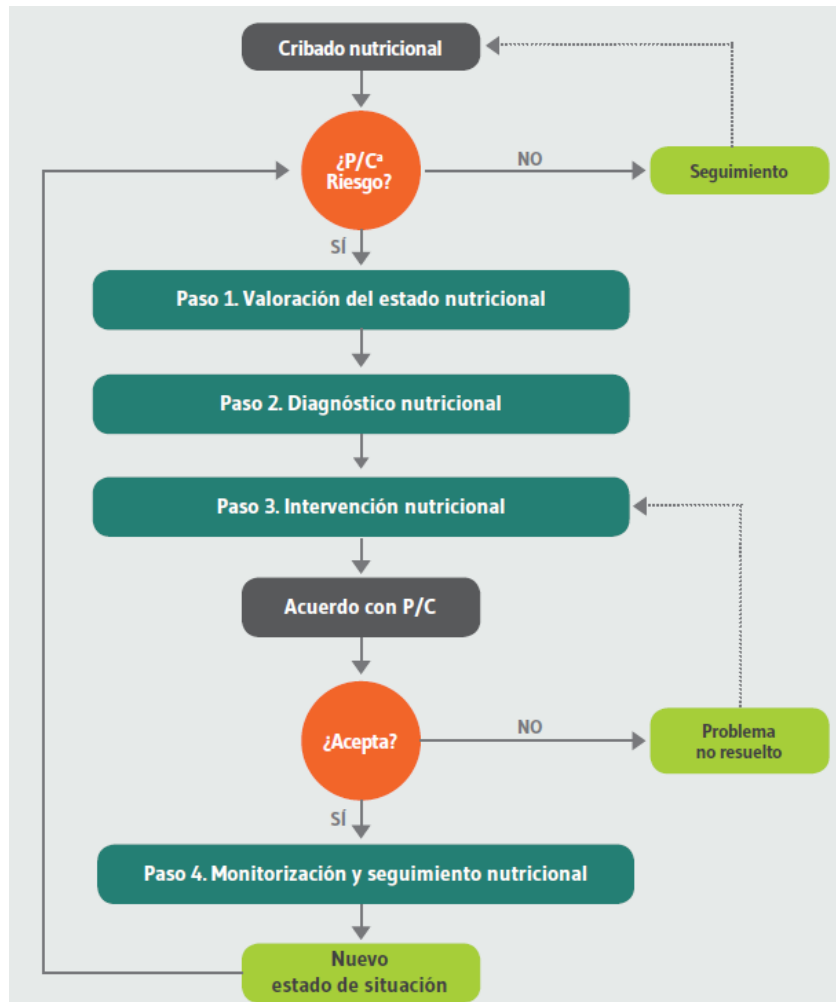 Cribado nutricional
¿P/Cª
Riesgo?
NO
Seguimiento
SÍ
Paso 1. Valoración del estado nutricional
Paso 2. Diagnóstico nutricional
Paso 3. Intervención nutricional
Acuerdo con P/C
¿Acepta?
NO
Problema
no resuelto
SÍ
Paso 4. Monitorización y seguimiento nutricional
Nuevo
estado de situación